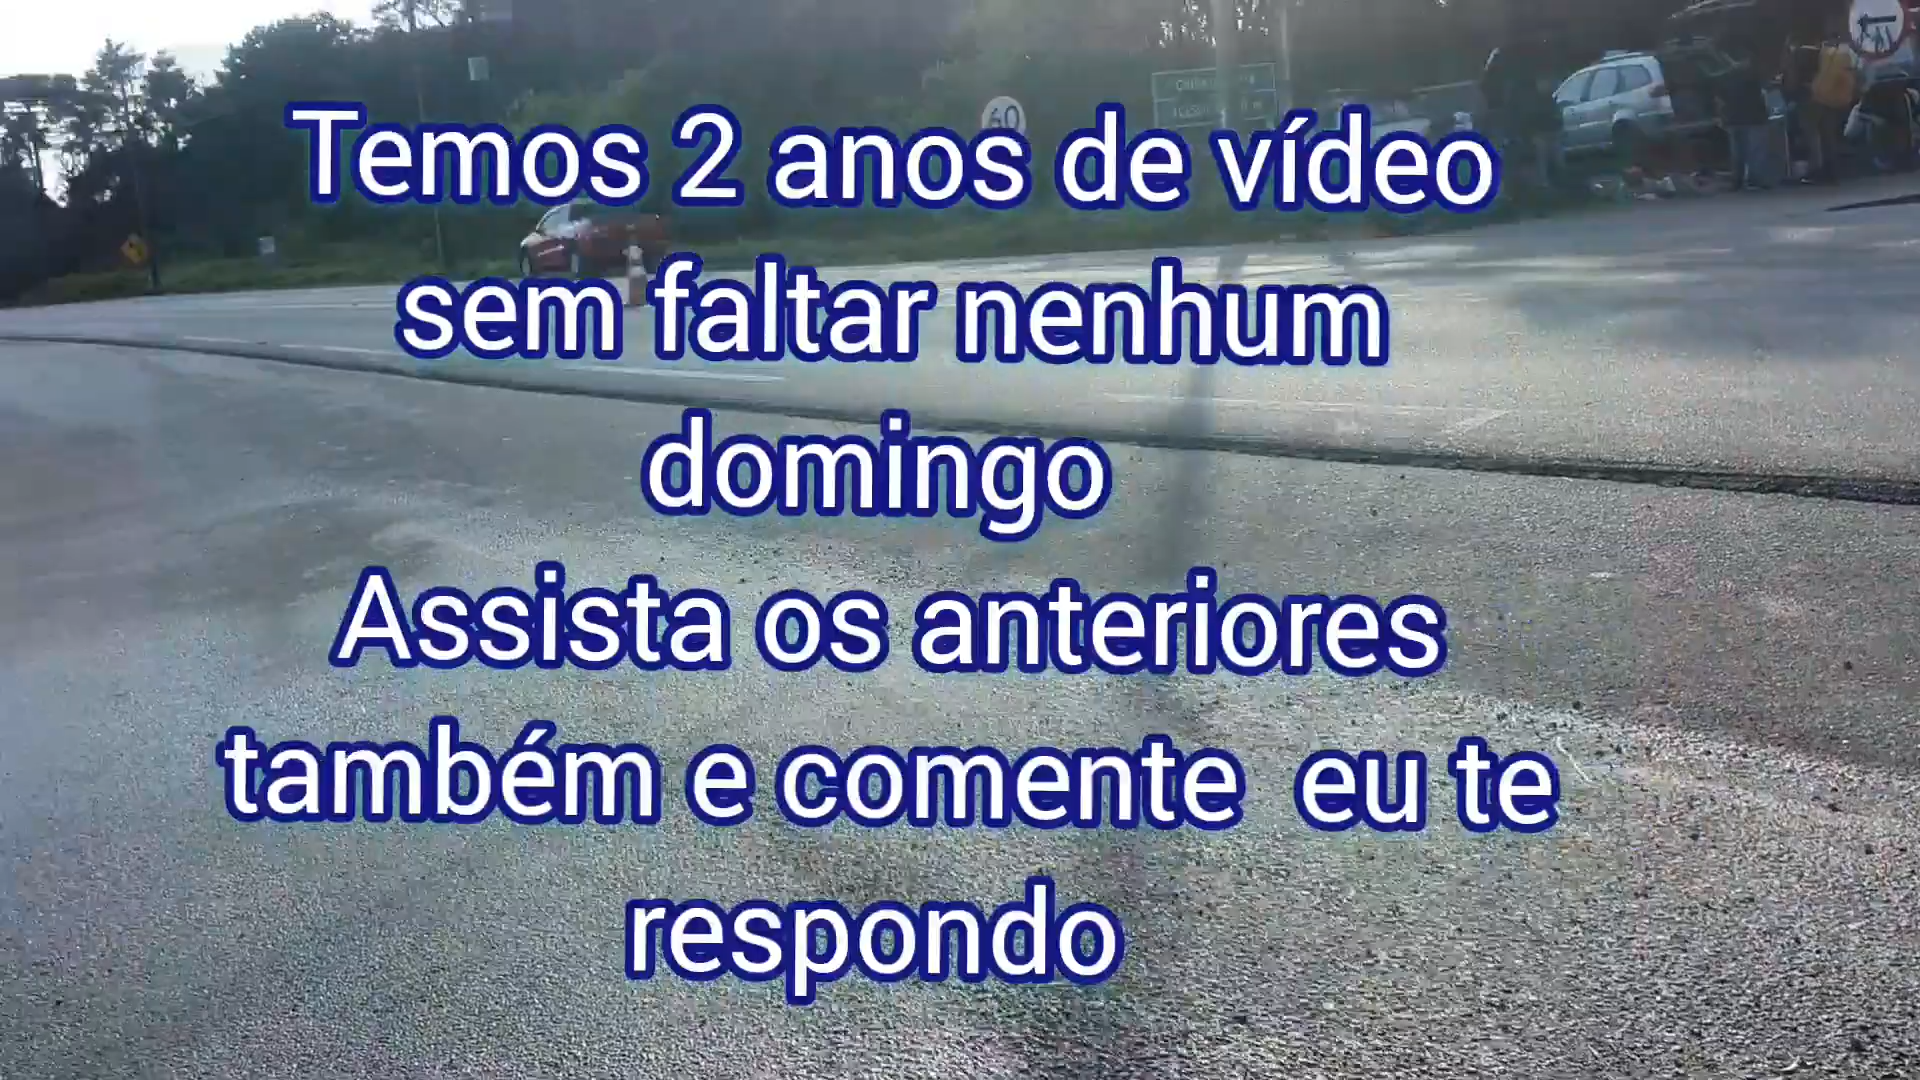 60
Temos 2 anos de vídeo
sem faltar nenhum
domingo
Assista os anteriores
também e comente eu te
respondo